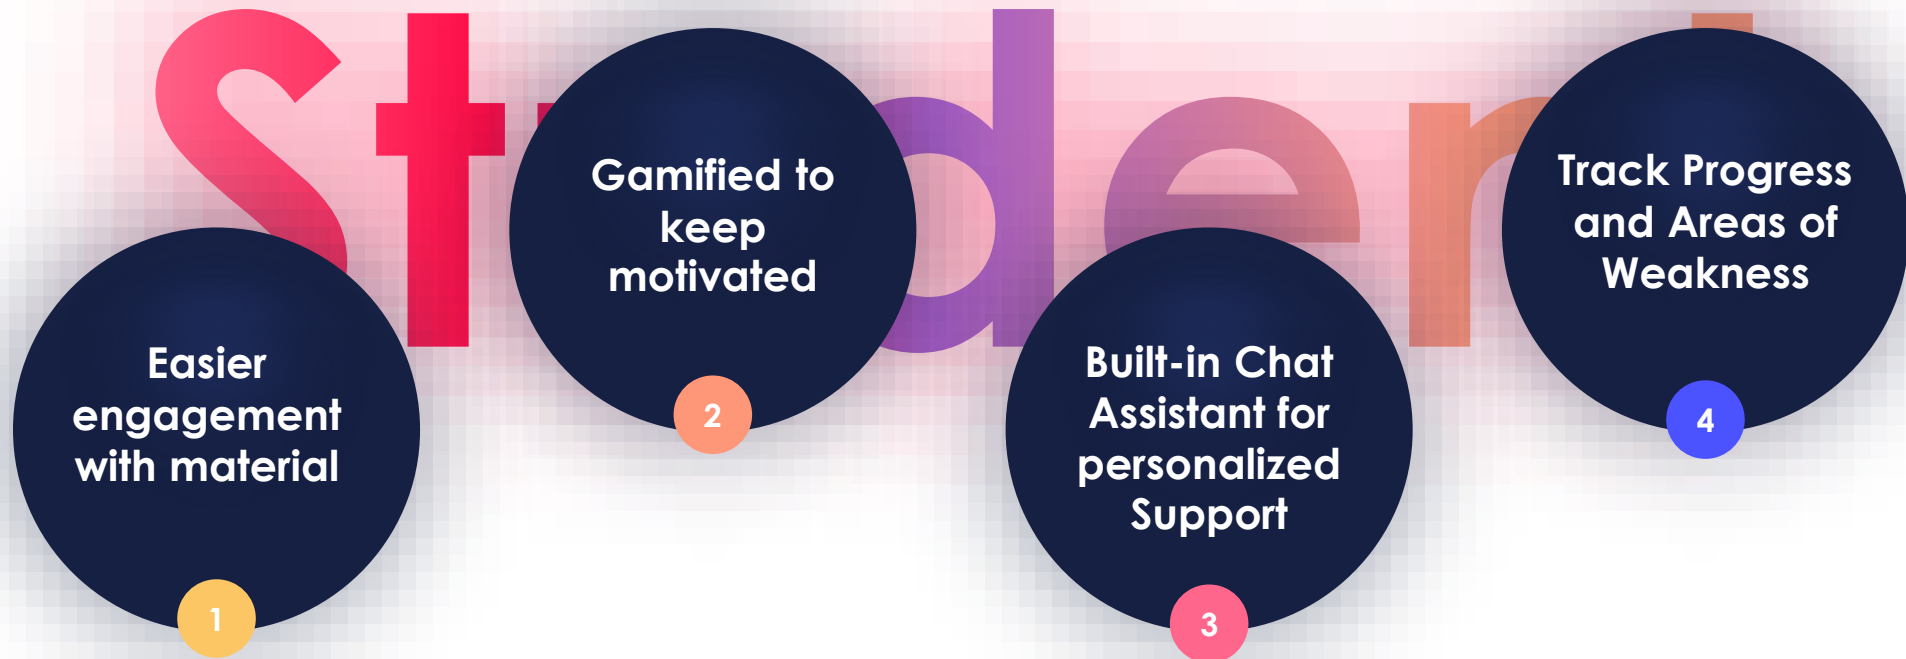 Student
Easier
engagement
with material
1
Gamified to
keep
motivated
2
Built-in Chat
Assistant for
personalized
Support
3
Track Progress
and Areas of
Weakness
4